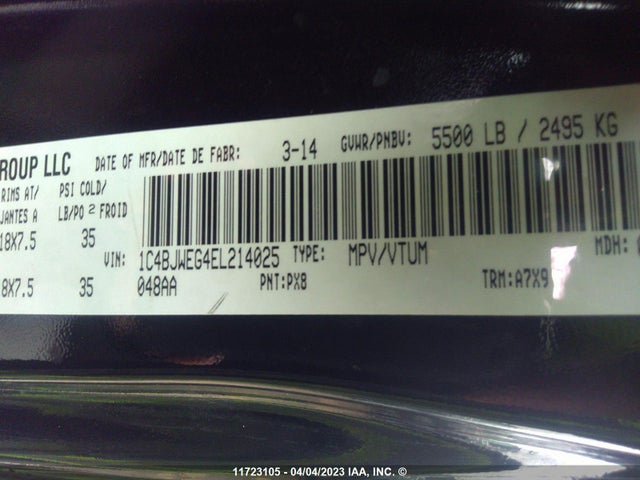 ROUP LLC DATE OF MFR/DATE DE FABR: 3-14 GVWR/PNBV: 5500 LB / 2495 KG
RIMS AT/ PSI COLD/
JANTES A LB/PO 2 FROID
18X7.5 35
VIN: 1C4BJWEG4EL214025 TYPE: MPV/VTUM MDH:
8X7.5 35 048AA PNT:PX8 TRM:A7X9
11723105 - 04/04/2023 IAA, INC. ©